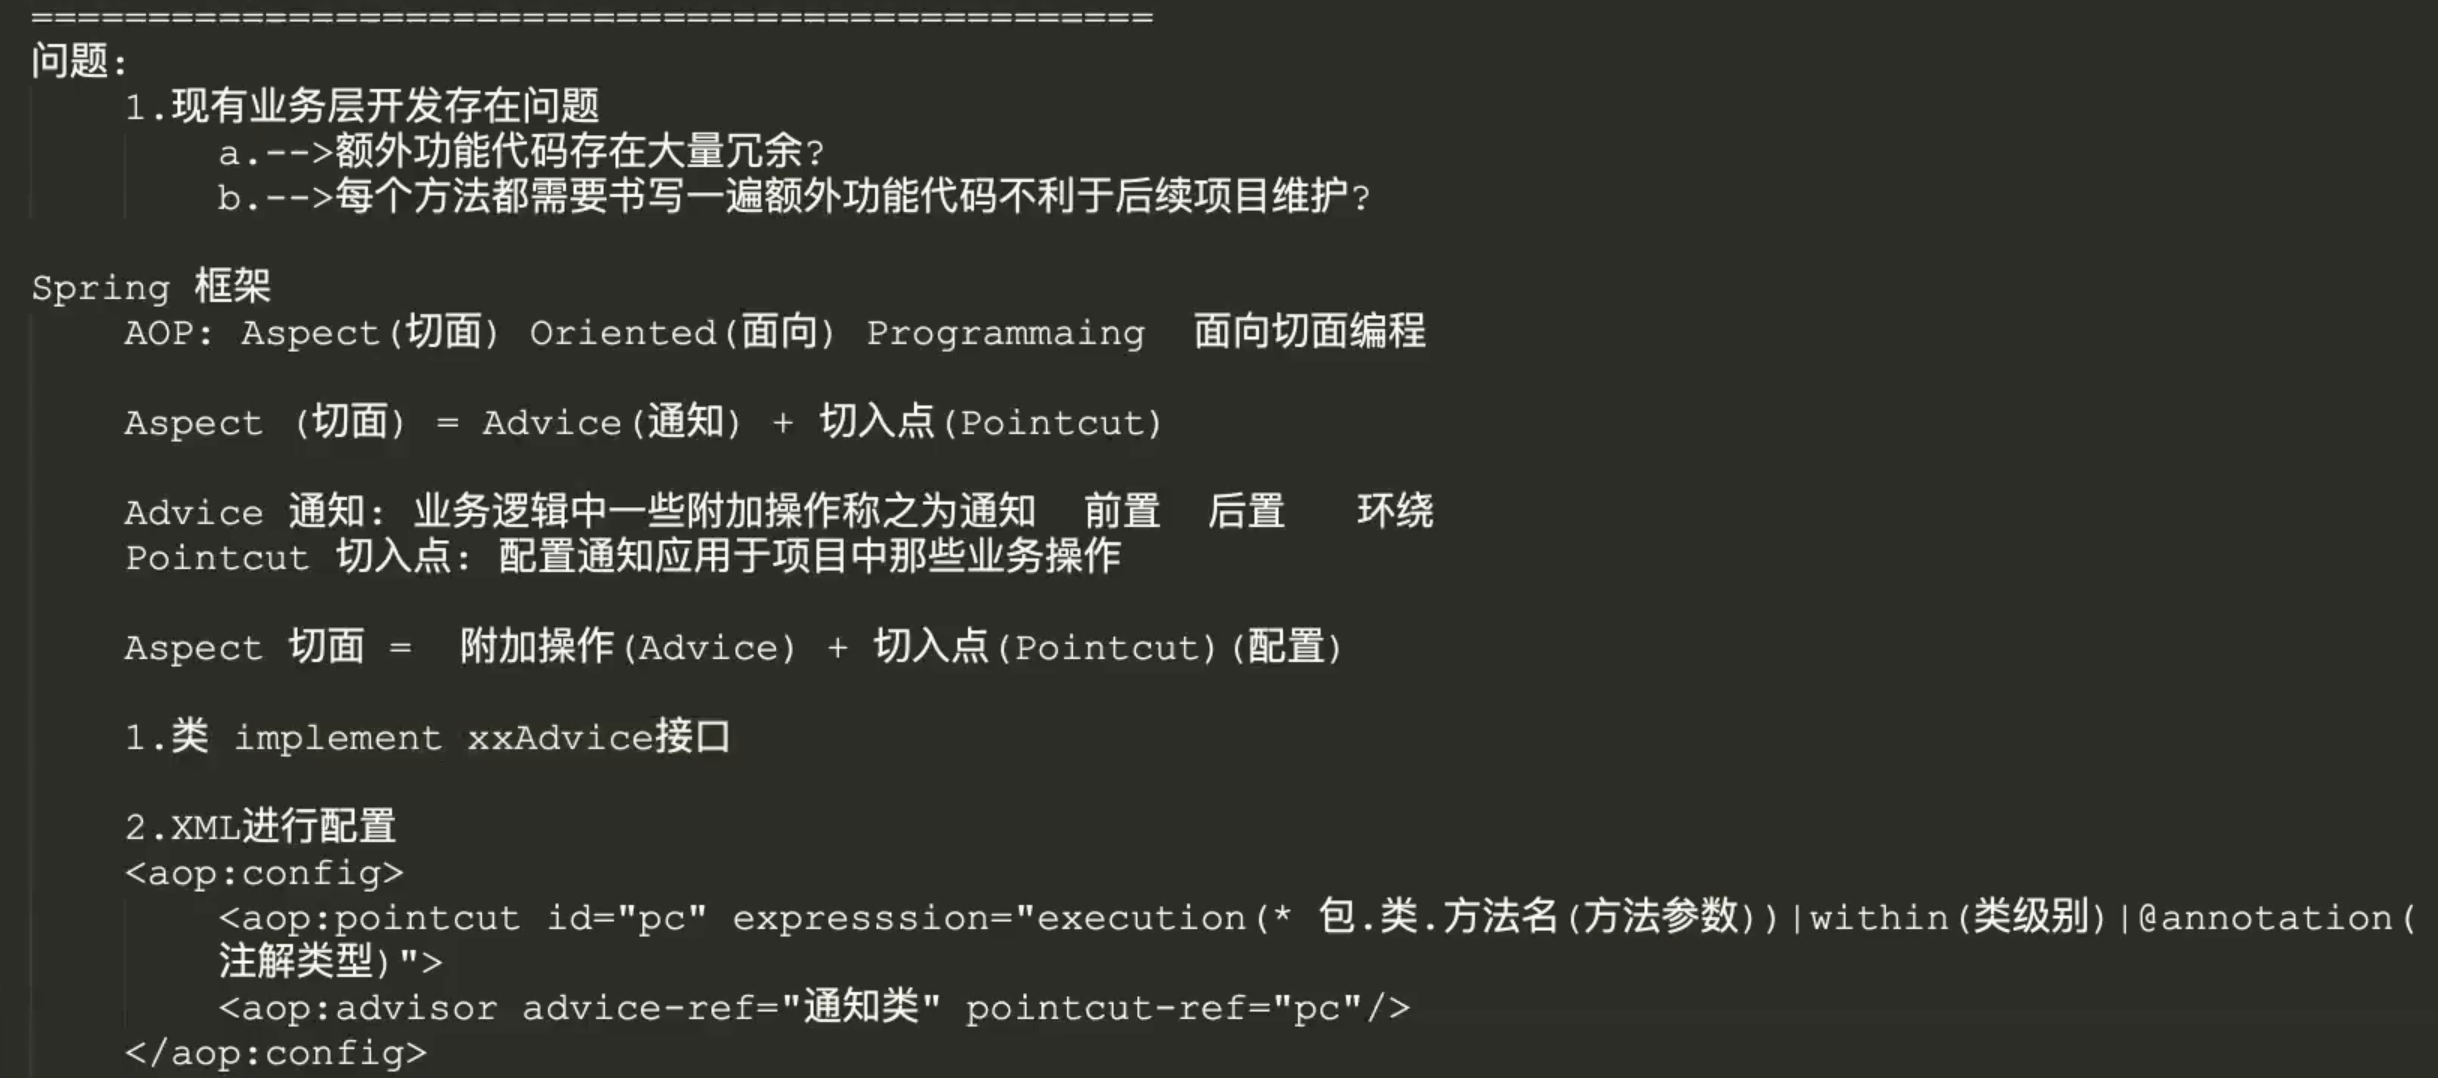 ================================================
问题:
1.现有业务层开发存在问题
a.-->额外功能代码存在大量冗余?
b.-->每个方法都需要书写一遍额外功能代码不利于后续项目维护?
Spring 框架
AOP: Aspect(切面) Oriented(面向) Programmaing  面向切面编程
Aspect (切面) = Advice(通知) + 切入点(Pointcut)
Advice 通知: 业务逻辑中一些附加操作称之为通知  前置  后置   环绕
Pointcut 切入点: 配置通知应用于项目中那些业务操作
Aspect 切面 =  附加操作(Advice) + 切入点(Pointcut)(配置)
1.类 implement xxAdvice接口
2.XML进行配置
<aop:config>
<aop:pointcut id="pc" expresssion="execution(* 包.类.方法名(方法参数))|within(类级别)|@annotation(
注解类型)">
<aop:advisor advice-ref="通知类" pointcut-ref="pc"/>
</aop:config>